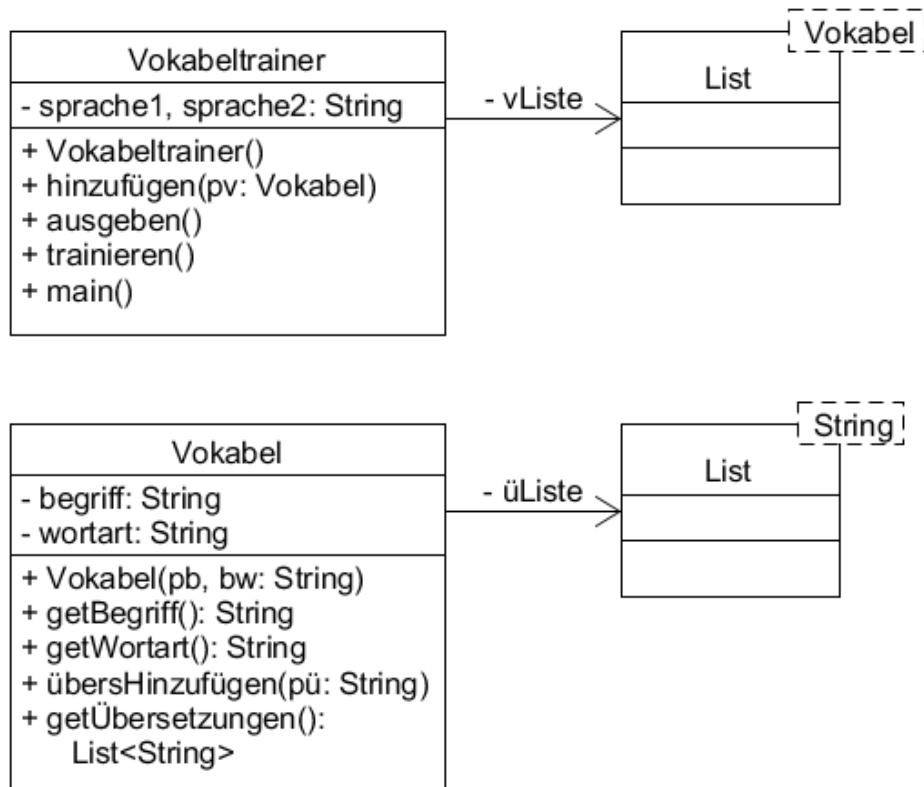 Vokabeltrainer
- sprache1, sprache2: String
+ Vokabeltrainer()
+ hinzufügen(pv: Vokabel)
+ ausgeben()
+ trainieren()
+ main()
- vListe
Vokabel
List
Vokabel
- begriff: String
- wortart: String
+ Vokabel(pb, bw: String)
+ getBegriff(): String
+ getWortart(): String
+ übersHinzufügen(pü: String)
+ getÜbersetzungen():
List<String>
- üListe
String
List